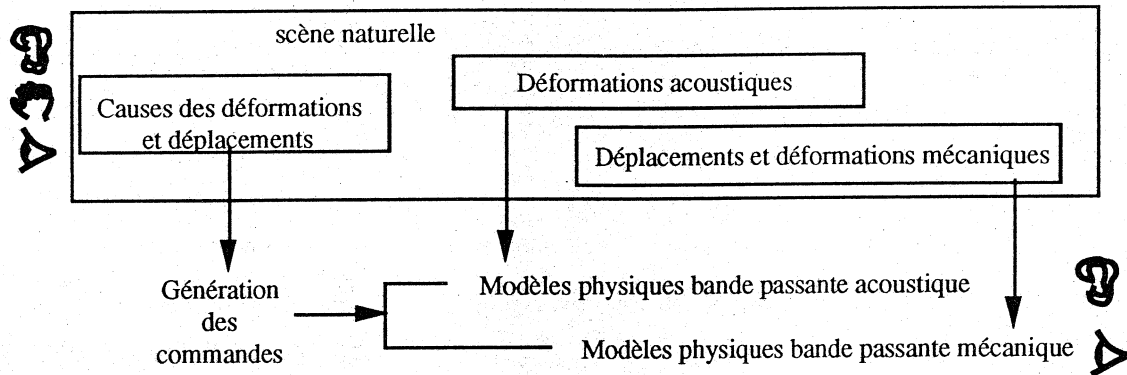 scène naturelle
Causes des déformations
et déplacements
Déformations acoustiques
Déplacements et déformations mécaniques
Génération
des
commandes
Modèles physiques bande passante acoustique
Modèles physiques bande passante mécanique